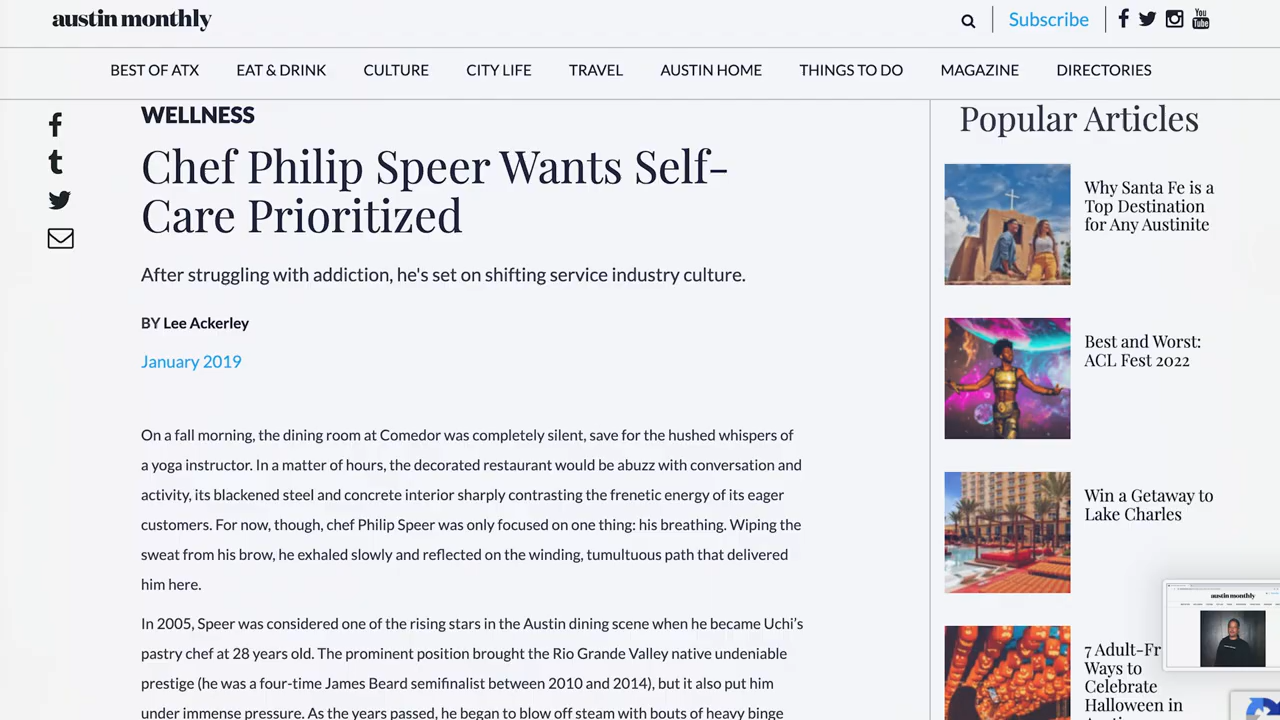 austin monthly
Subscribe
You
Tube
BEST OF ATX EAT & DRINK CULTURE CITY LIFE TRAVEL AUSTIN HOME THINGS TO DO MAGAZINE DIRECTORIES
WELLNESS
Chef Philip Speer Wants Self-
Care Prioritized
After struggling with addiction, he's set on shifting service industry culture.
BY Lee Ackerley
January 2019
On a fall morning, the dining room at Comedor was completely silent, save for the hushed whispers of
a yoga instructor. In a matter of hours, the decorated restaurant would be abuzz with conversation and
activity, its blackened steel and concrete interior sharply contrasting the frenetic energy of its eager
customers. For now, though, chef Philip Speer was only focused on one thing: his breathing. Wiping the
sweat from his brow, he exhaled slowly and reflected on the winding, tumultuous path that delivered
him here.
In 2005, Speer was considered one of the rising stars in the Austin dining scene when he became Uchi's
pastry chef at 28 years old. The prominent position brought the Rio Grande Valley native undeniable
prestige (he was a four-time James Beard semifinalist between 2010 and 2014), but it also put him
under immense pressure. As the years passed, he began to blow off steam with bouts of heavy binge
Popular Articles
Why Santa Fe is a
Top Destination
for Any Austinite
Best and Worst:
ACL Fest 2022
Win a Getaway to
Lake Charles
7 Adult-Fr
Ways to
Celebrate
Halloween in
austin monthly